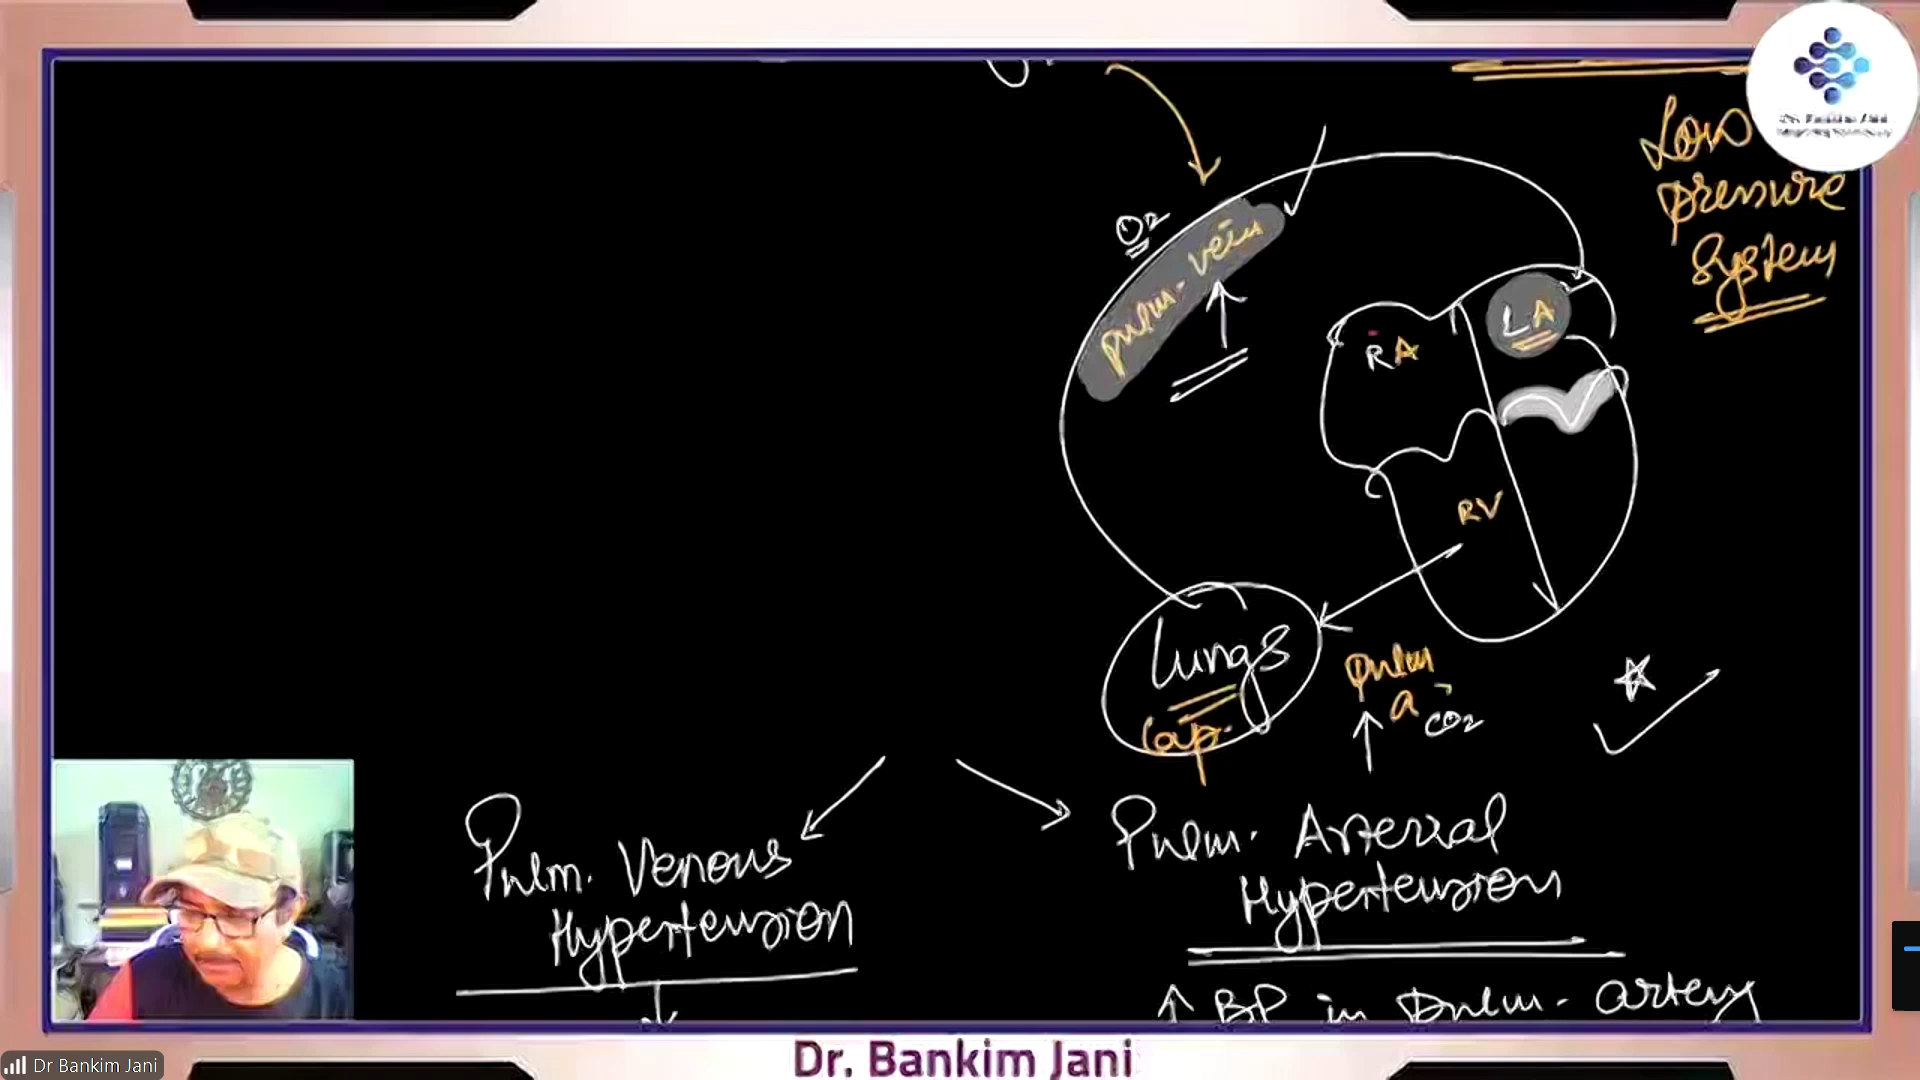 Low
pressure
System
O2
pulm. vein
LA
RA
RV
Lungs
Cap.
pulm
a
CO2
Pulm. Venous
Hypertension
Pulm. Arterial
Hypertension
↑ BP in Pulm. artery
Dr. Bankim Jani
Dr Bankim Jani